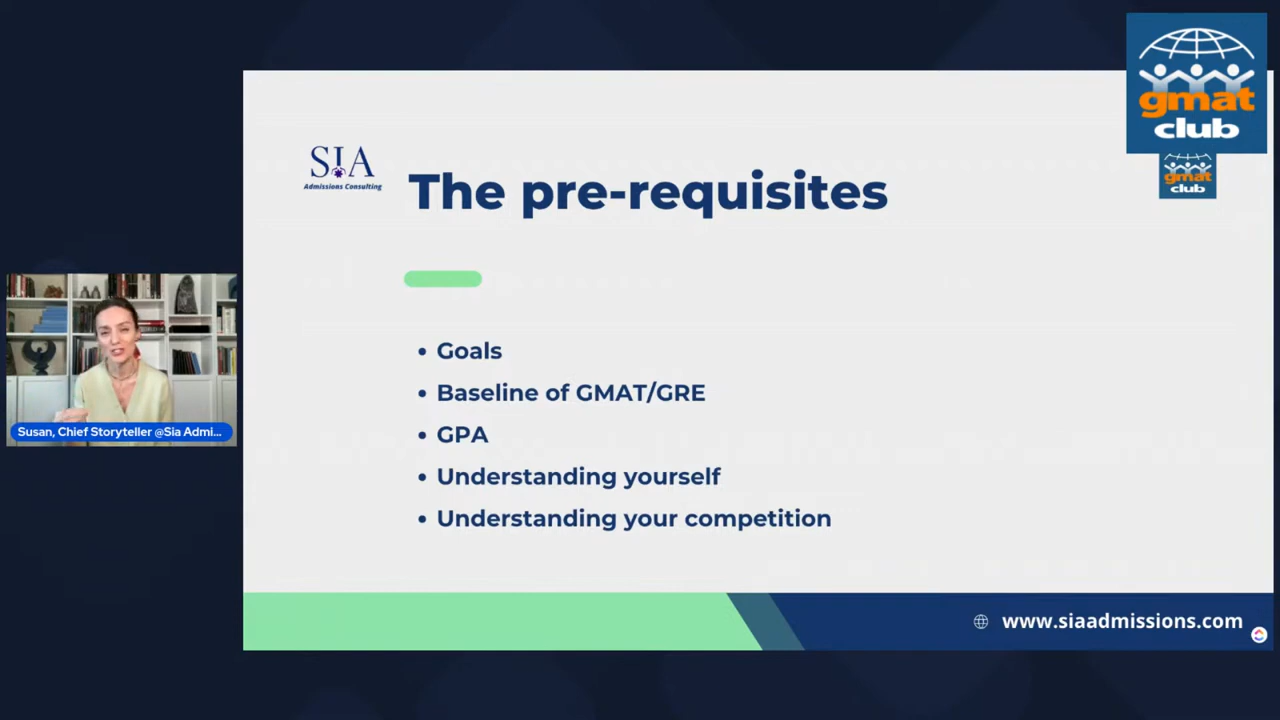 gmat
club
gmat
club
SIA
Admissions Consulting
The pre-requisites
• Goals
• Baseline of GMAT/GRE
• GPA
• Understanding yourself
• Understanding your competition
Susan, Chief Storyteller @Sia Admi...
www.siaadmissions.com